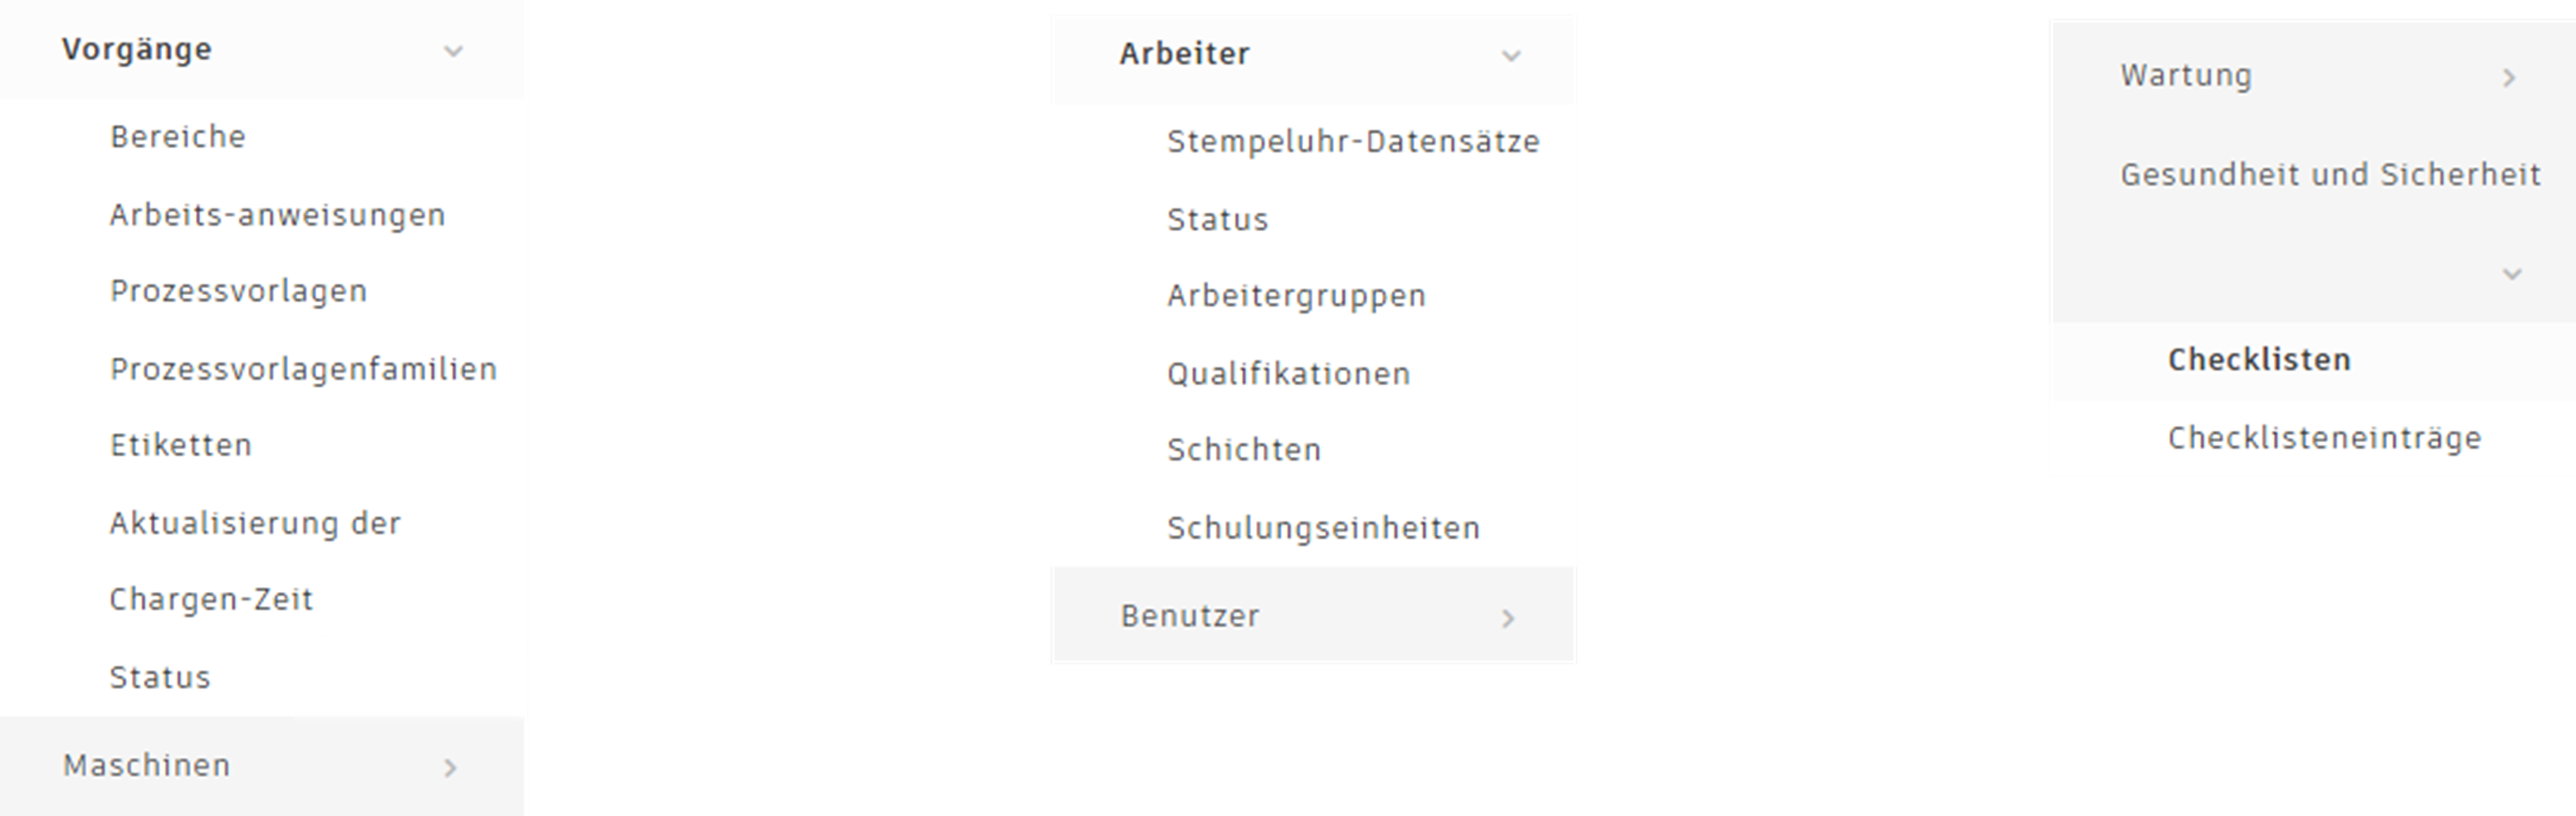 Vorgänge
Bereiche
Arbeits-anweisungen
Prozessvorlagen
Prozessvorlagenfamilien
Etiketten
Aktualisierung der
Chargen-Zeit
Status
Maschinen
Arbeiter
Stempeluhr-Datensätze
Status
Arbeitergruppen
Qualifikationen
Schichten
Schulungseinheiten
Benutzer
Wartung
Gesundheit und Sicherheit
Checklisten
Checklisteneinträge